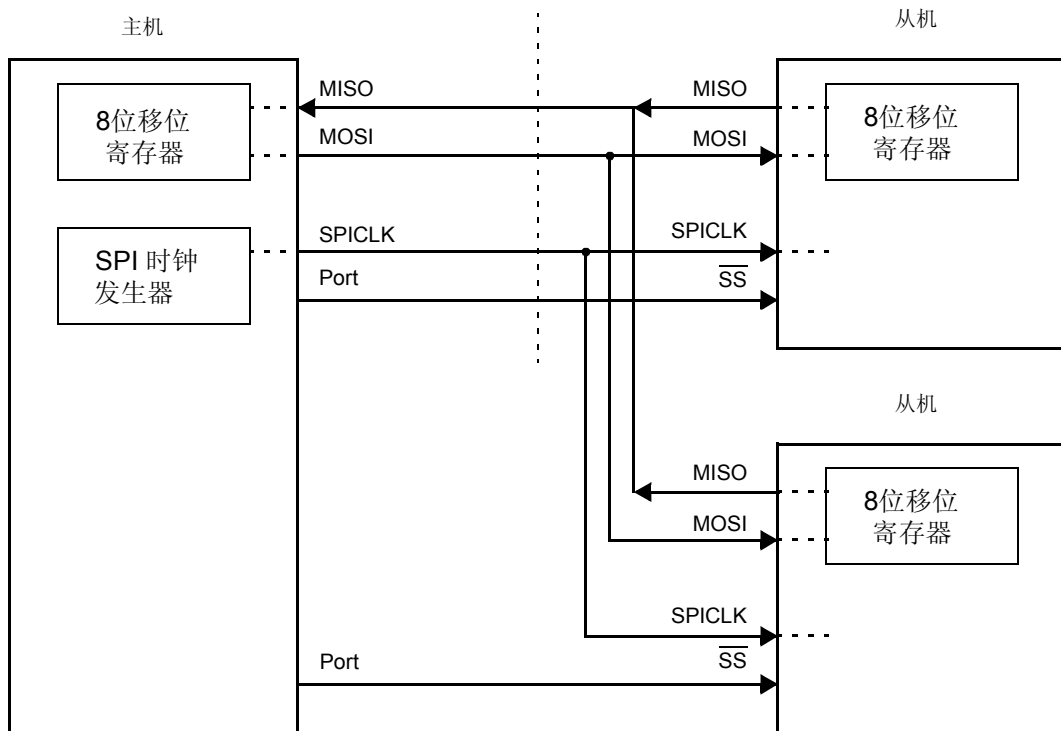 主机
从机
8位移位
寄存器
MISO
MISO
8位移位
寄存器
MOSI
MOSI
SPI 时钟
发生器
SPICLK
SPICLK
Port
SS
从机
MISO
8位移位
寄存器
MOSI
SPICLK
Port
SS